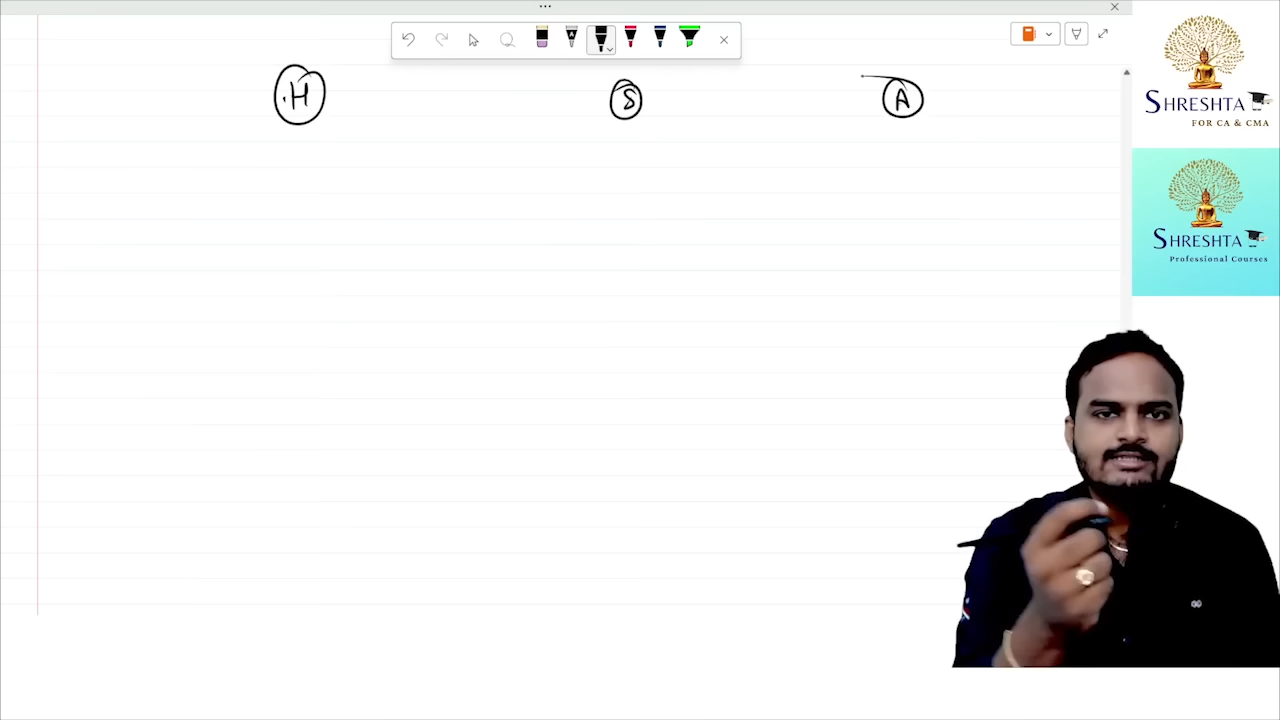 H S A
SHRESHTA
FOR CA & CMA
SHRESHTA
Professional Courses